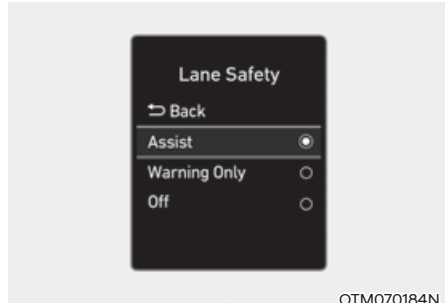 Lane Safety
Back
Assist
Warning Only
Off
OTM070184N